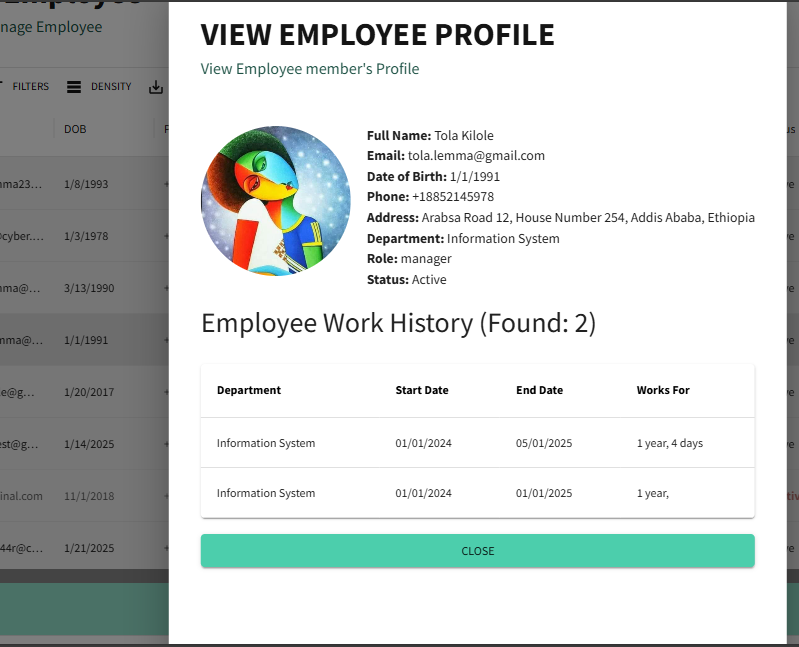 nage Employee
FILTERS DENSITY
DOB
mma23... 1/8/1993
@cyber.... 1/3/1978
mma@... 3/13/1990
mma@... 1/1/1991
e@g... 1/20/2017
est@g... 1/14/2025
inal.com 11/1/2018
44r@c... 1/21/2025
VIEW EMPLOYEE PROFILE
View Employee member's Profile
Full Name: Tola Kilole
Email: tola.lemma@gmail.com
Date of Birth: 1/1/1991
Phone: +18852145978
Address: Arabsa Road 12, House Number 254, Addis Ababa, Ethiopia
Department: Information System
Role: manager
Status: Active
Employee Work History (Found: 2)
Department Start Date End Date Works For
Information System 01/01/2024 05/01/2025 1 year, 4 days
Information System 01/01/2024 01/01/2025 1 year,
CLOSE